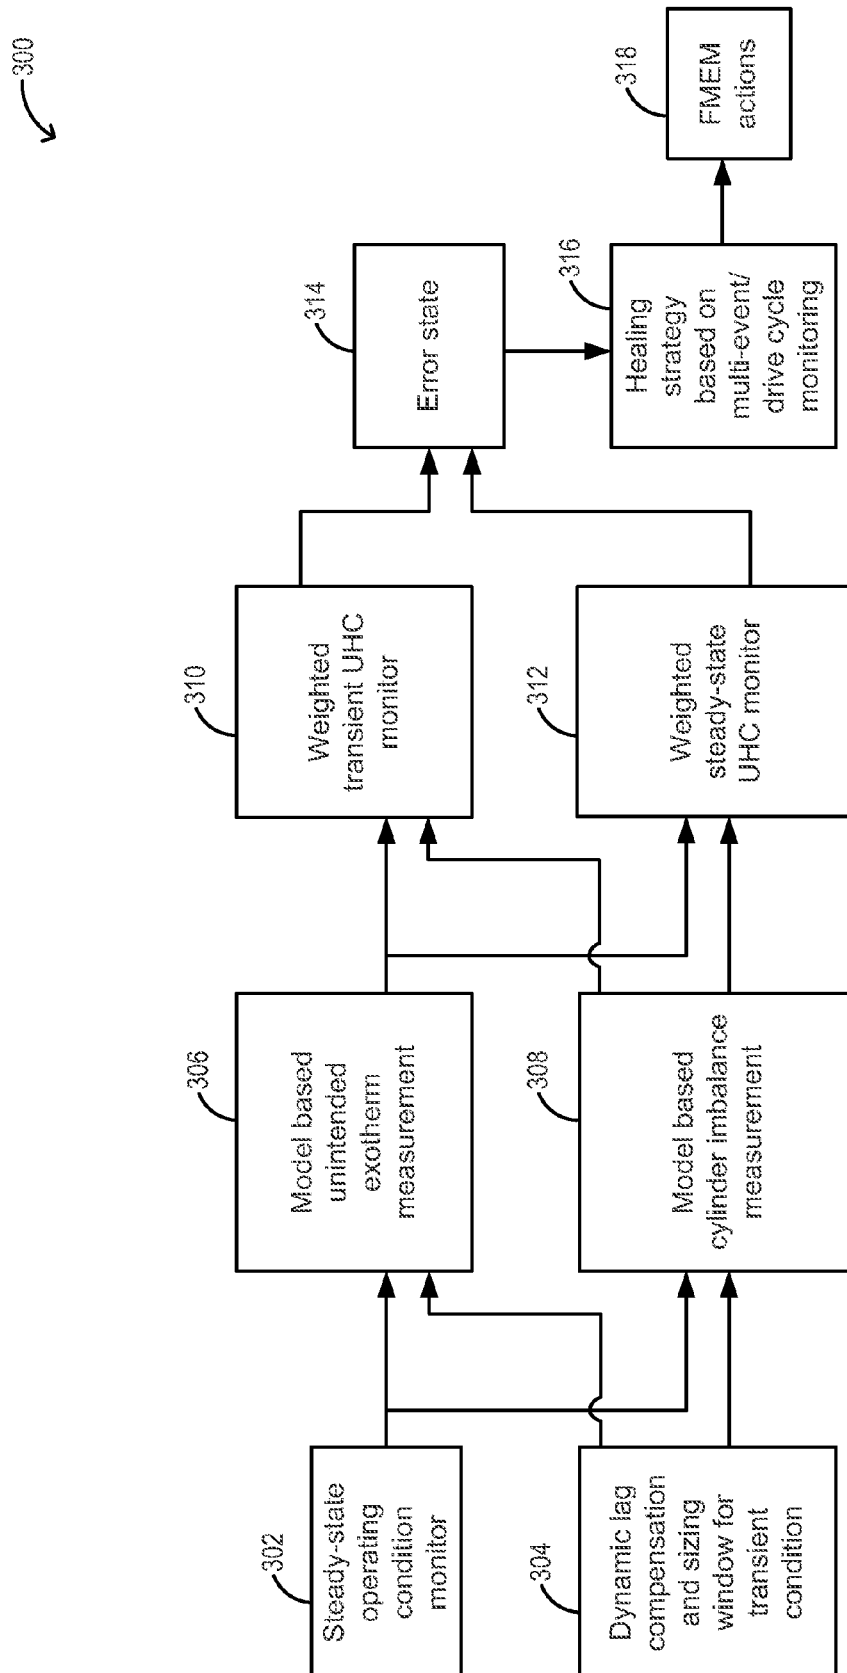 300
302
Steady-state
operating
condition
monitor
304
Dynamic lag
compensation
and sizing
window for
transient
condition
306
Model based
unintended
exotherm
measurement
308
Model based
cylinder imbalance
measurement
310
Weighted
transient UHC
monitor
312
Weighted
steady-state
UHC monitor
314
Error state
316
Healing
strategy
based on
multi-event/
drive cycle
monitoring
318
FMEM
actions